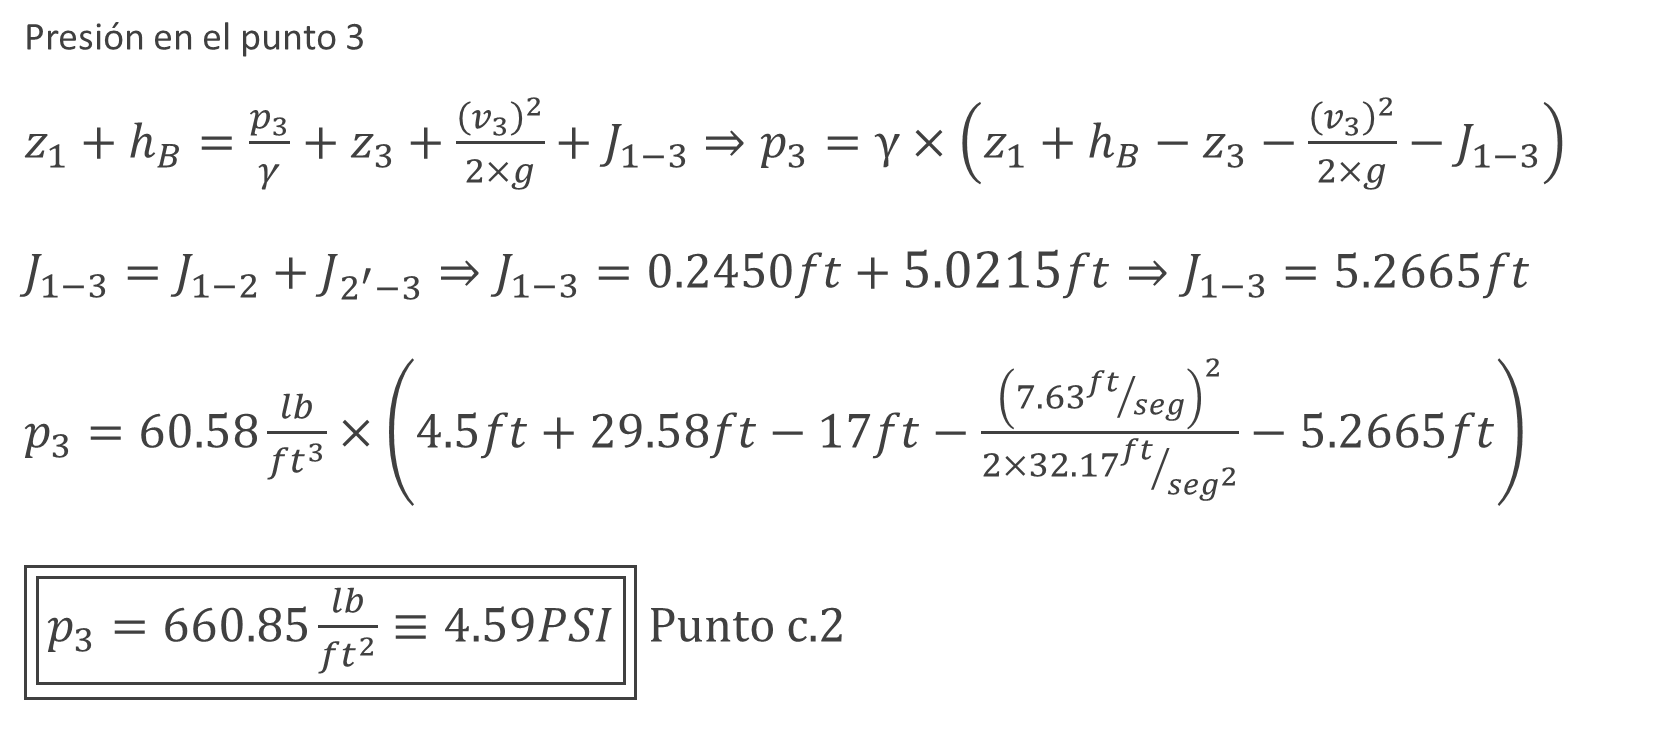 Presión en el punto 3
z₁ + h_B = p₃/γ + z₃ + (v₃)²/2×g + J₁₋₃ ⇒ p₃ = γ × (z₁ + h_B − z₃ − (v₃)²/2×g − J₁₋₃)
J₁₋₃ = J₁₋₂ + J₂′₋₃ ⇒ J₁₋₃ = 0.2450ft + 5.0215ft ⇒ J₁₋₃ = 5.2665ft
p₃ = 60.58 lb/ft³ × (4.5ft + 29.58ft − 17ft − (7.63 ft/seg)²/2×32.17 ft/seg² − 5.2665ft)
p₃ = 660.85 lb/ft² ≡ 4.59PSI Punto c.2